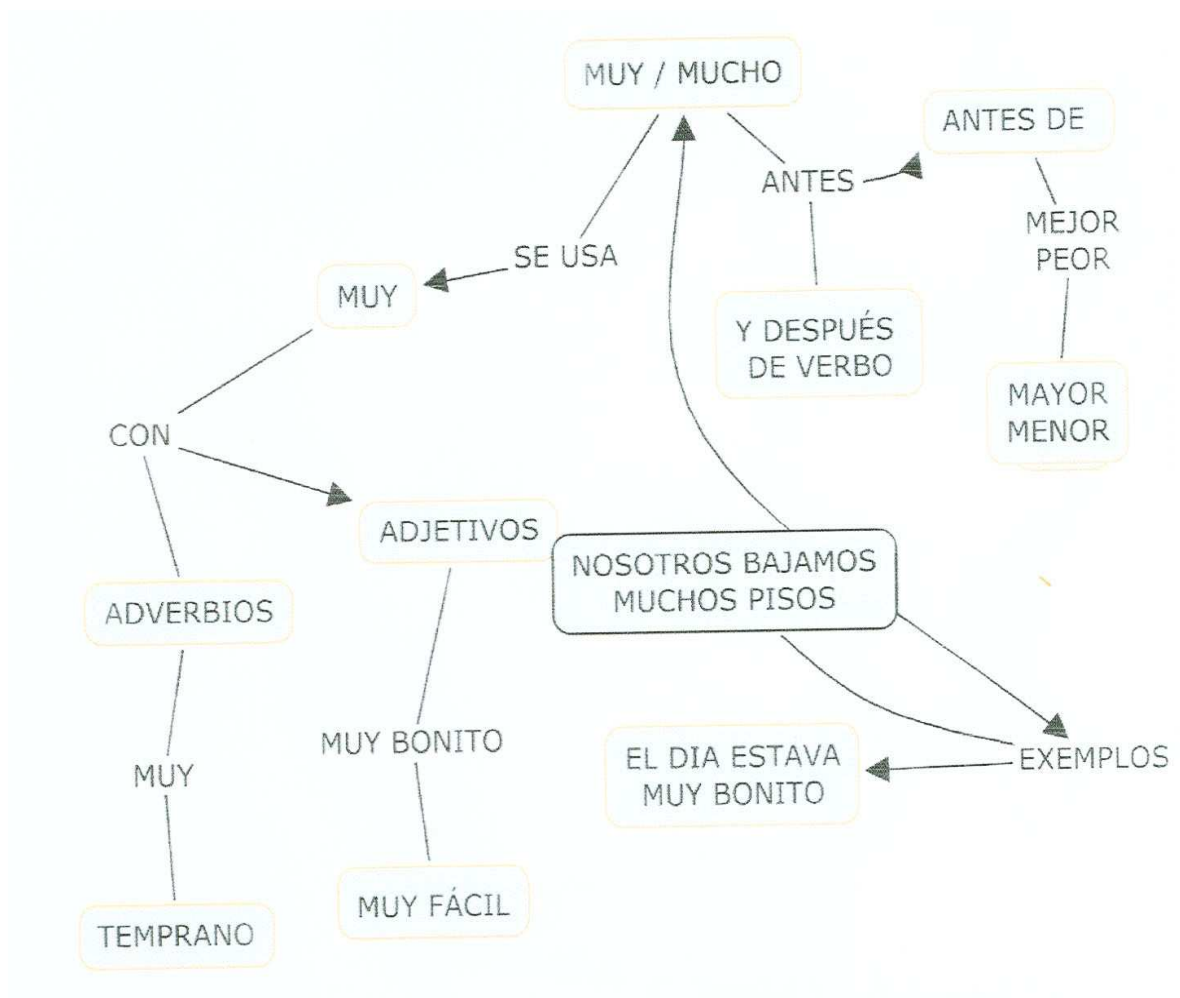 MUY / MUCHO
ANTES DE
ANTES
MEJOR
PEOR
SE USA
MUY
Y DESPUÉS
DE VERBO
MAYOR
MENOR
CON
ADJETIVOS
NOSOTROS BAJAMOS
MUCHOS PISOS
ADVERBIOS
MUY BONITO
EL DIA ESTAVA
MUY BONITO
EXEMPLOS
MUY
MUY FÁCIL
TEMPRANO